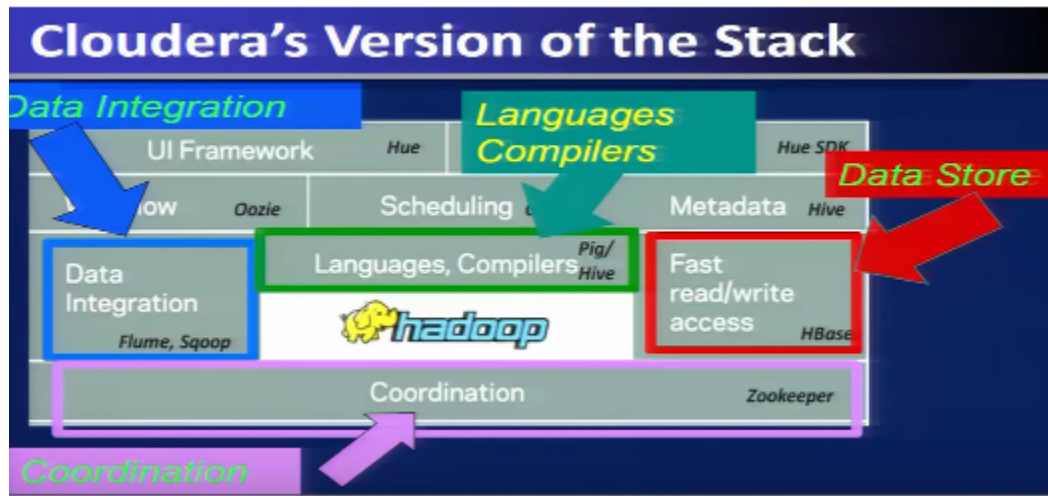 Cloudera's Version of the Stack
Data Integration
Languages
Compilers
UI Framework
Hue
Hue SDK
Data Store
Oozie
Scheduling
Metadata
Hive
Data
Integration
Flume, Sqoop
Languages, Compilers
Pig/
Hive
hadoop
Fast
read/write
access
HBase
Coordination
Zookeeper
Coordination